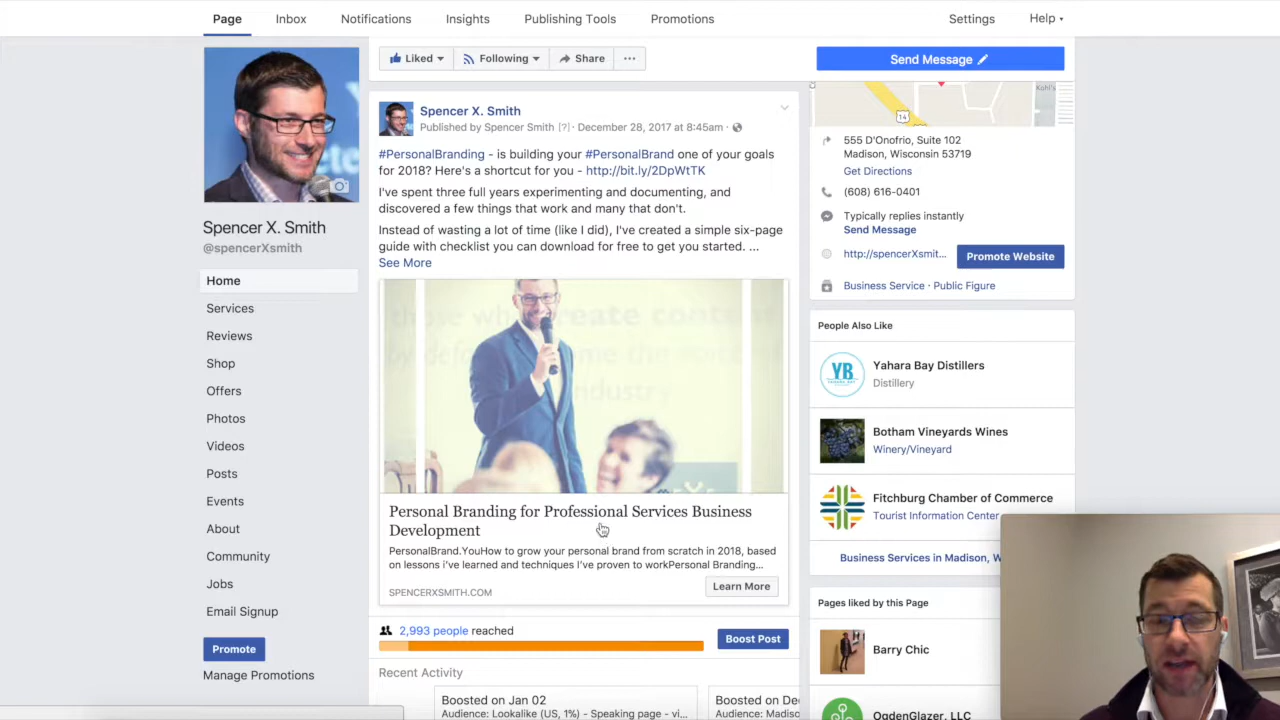 Page
Inbox
Notifications
Insights
Publishing Tools
Promotions
Settings
Help
Liked
Following
Share
···
Send Message
Spencer X. Smith
@spencerXsmith
Home
Services
Reviews
Shop
Offers
Photos
Videos
Posts
Events
About
Community
Jobs
Email Signup
Promote
Manage Promotions
Spencer X. Smith
Published by Spencer Smith [?] · December 28, 2017 at 8:45am ·
#PersonalBranding - is building your #PersonalBrand one of your goals
for 2018? Here's a shortcut for you - http://bit.ly/2DpWtTK
I've spent three full years experimenting and documenting, and
discovered a few things that work and many that don't.
Instead of wasting a lot of time (like I did), I've created a simple six-page
guide with checklist you can download for free to get you started. ...
See More
those who create content
by
industry
Personal Branding for Professional Services Business
Development
PersonalBrand.YouHow to grow your personal brand from scratch in 2018, based
on lessons i've learned and techniques I've proven to workPersonal Branding...
SPENCERXSMITH.COM
Learn More
2,993 people reached
Boost Post
Recent Activity
Boosted on Jan 02
Audience: Lookalike (US, 1%) - Speaking page - vi...
Boosted on De
Audience: Madiso
Kohl's
14
555 D'Onofrio, Suite 102
Madison, Wisconsin 53719
Get Directions
(608) 616-0401
Typically replies instantly
Send Message
http://spencerXsmit...
Promote Website
Business Service · Public Figure
People Also Like
YB
Yahara Bay Distillers
Distillery
Botham Vineyards Wines
Winery/Vineyard
Fitchburg Chamber of Commerce
Tourist Information Center
Business Services in Madison, W
Pages liked by this Page
Barry Chic
OgdenGlazer, LLC